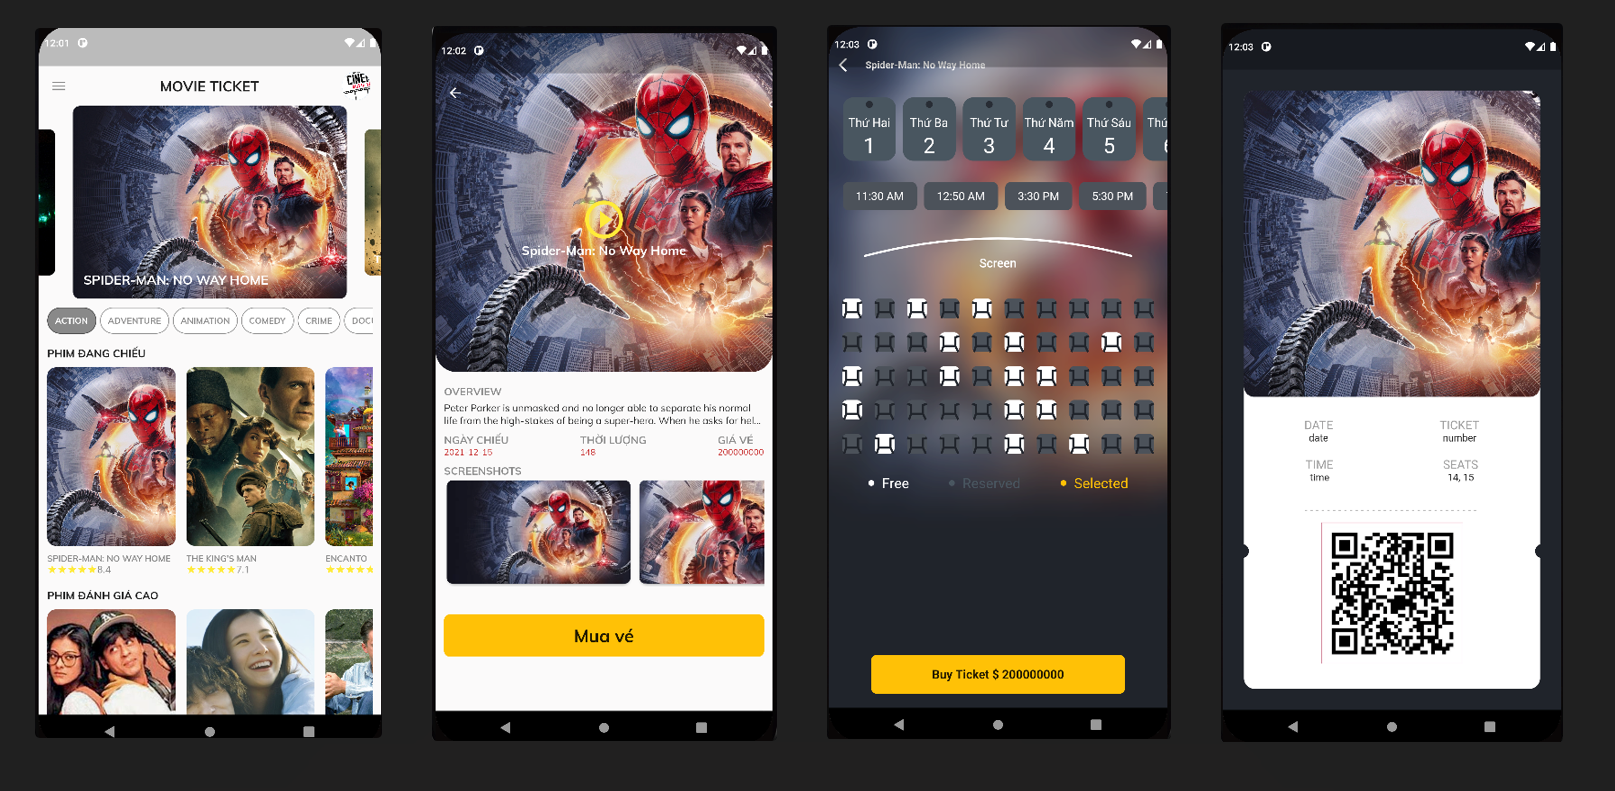 12:01
MOVIE TICKET
CINE
SPIDER-MAN: NO WAY HOME
ACTION
ADVENTURE
ANIMATION
COMEDY
CRIME
DOCU
PHIM ĐANG CHIẾU
SPIDER-MAN: NO WAY HOME
8.4
THE KING'S MAN
7.1
ENCANTO
PHIM ĐÁNH GIÁ CAO
12:02
Spider-Man: No Way Home
OVERVIEW
Peter Parker is unmasked and no longer able to separate his normal
life from the high-stakes of being a super-hero. When he asks for hel...
NGÀY CHIẾU THỜI LƯỢNG GIÁ VÉ
2021-12-15 148 200000000
SCREENSHOTS
Mua vé
12:03
Spider-Man: No Way Home
Thứ Hai Thứ Ba Thứ Tư Thứ Năm Thứ Sáu Thứ
1 2 3 4 5 6
11:30 AM 12:50 AM 3:30 PM 5:30 PM
Screen
Free Reserved Selected
Buy Ticket $ 200000000
12:03
DATE TICKET
date number
TIME SEATS
time 14, 15